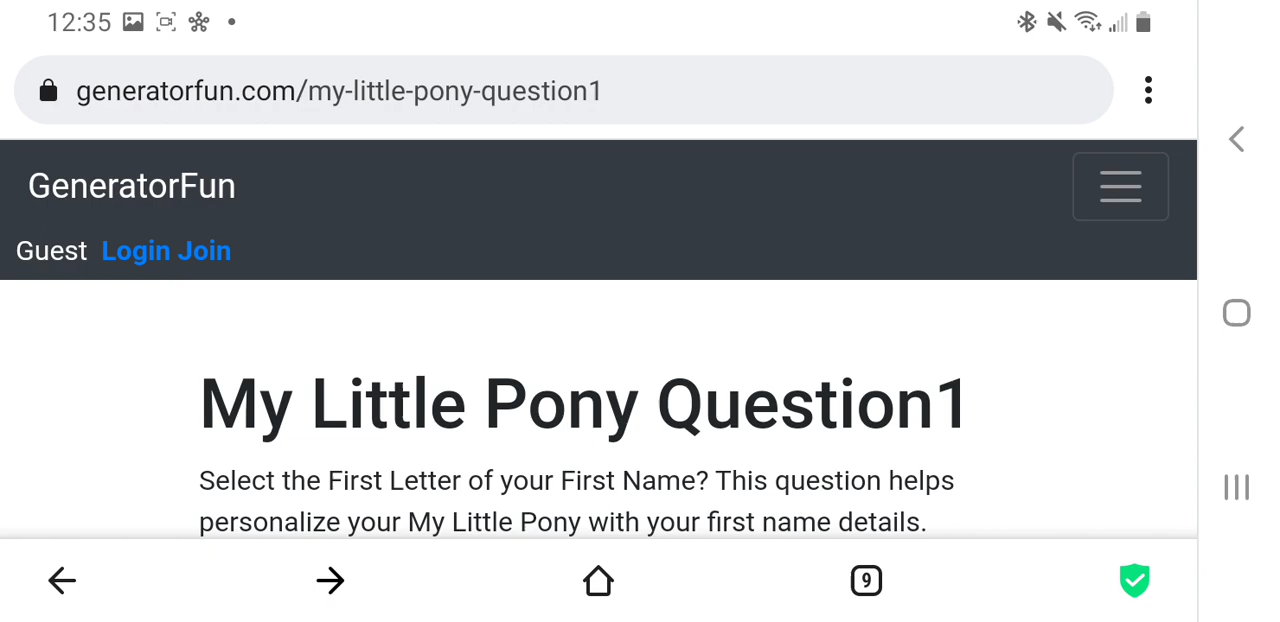 12:35
generatorfun.com/my-little-pony-question1
GeneratorFun
Guest Login Join
My Little Pony Question1
Select the First Letter of your First Name? This question helps
personalize your My Little Pony with your first name details.
9